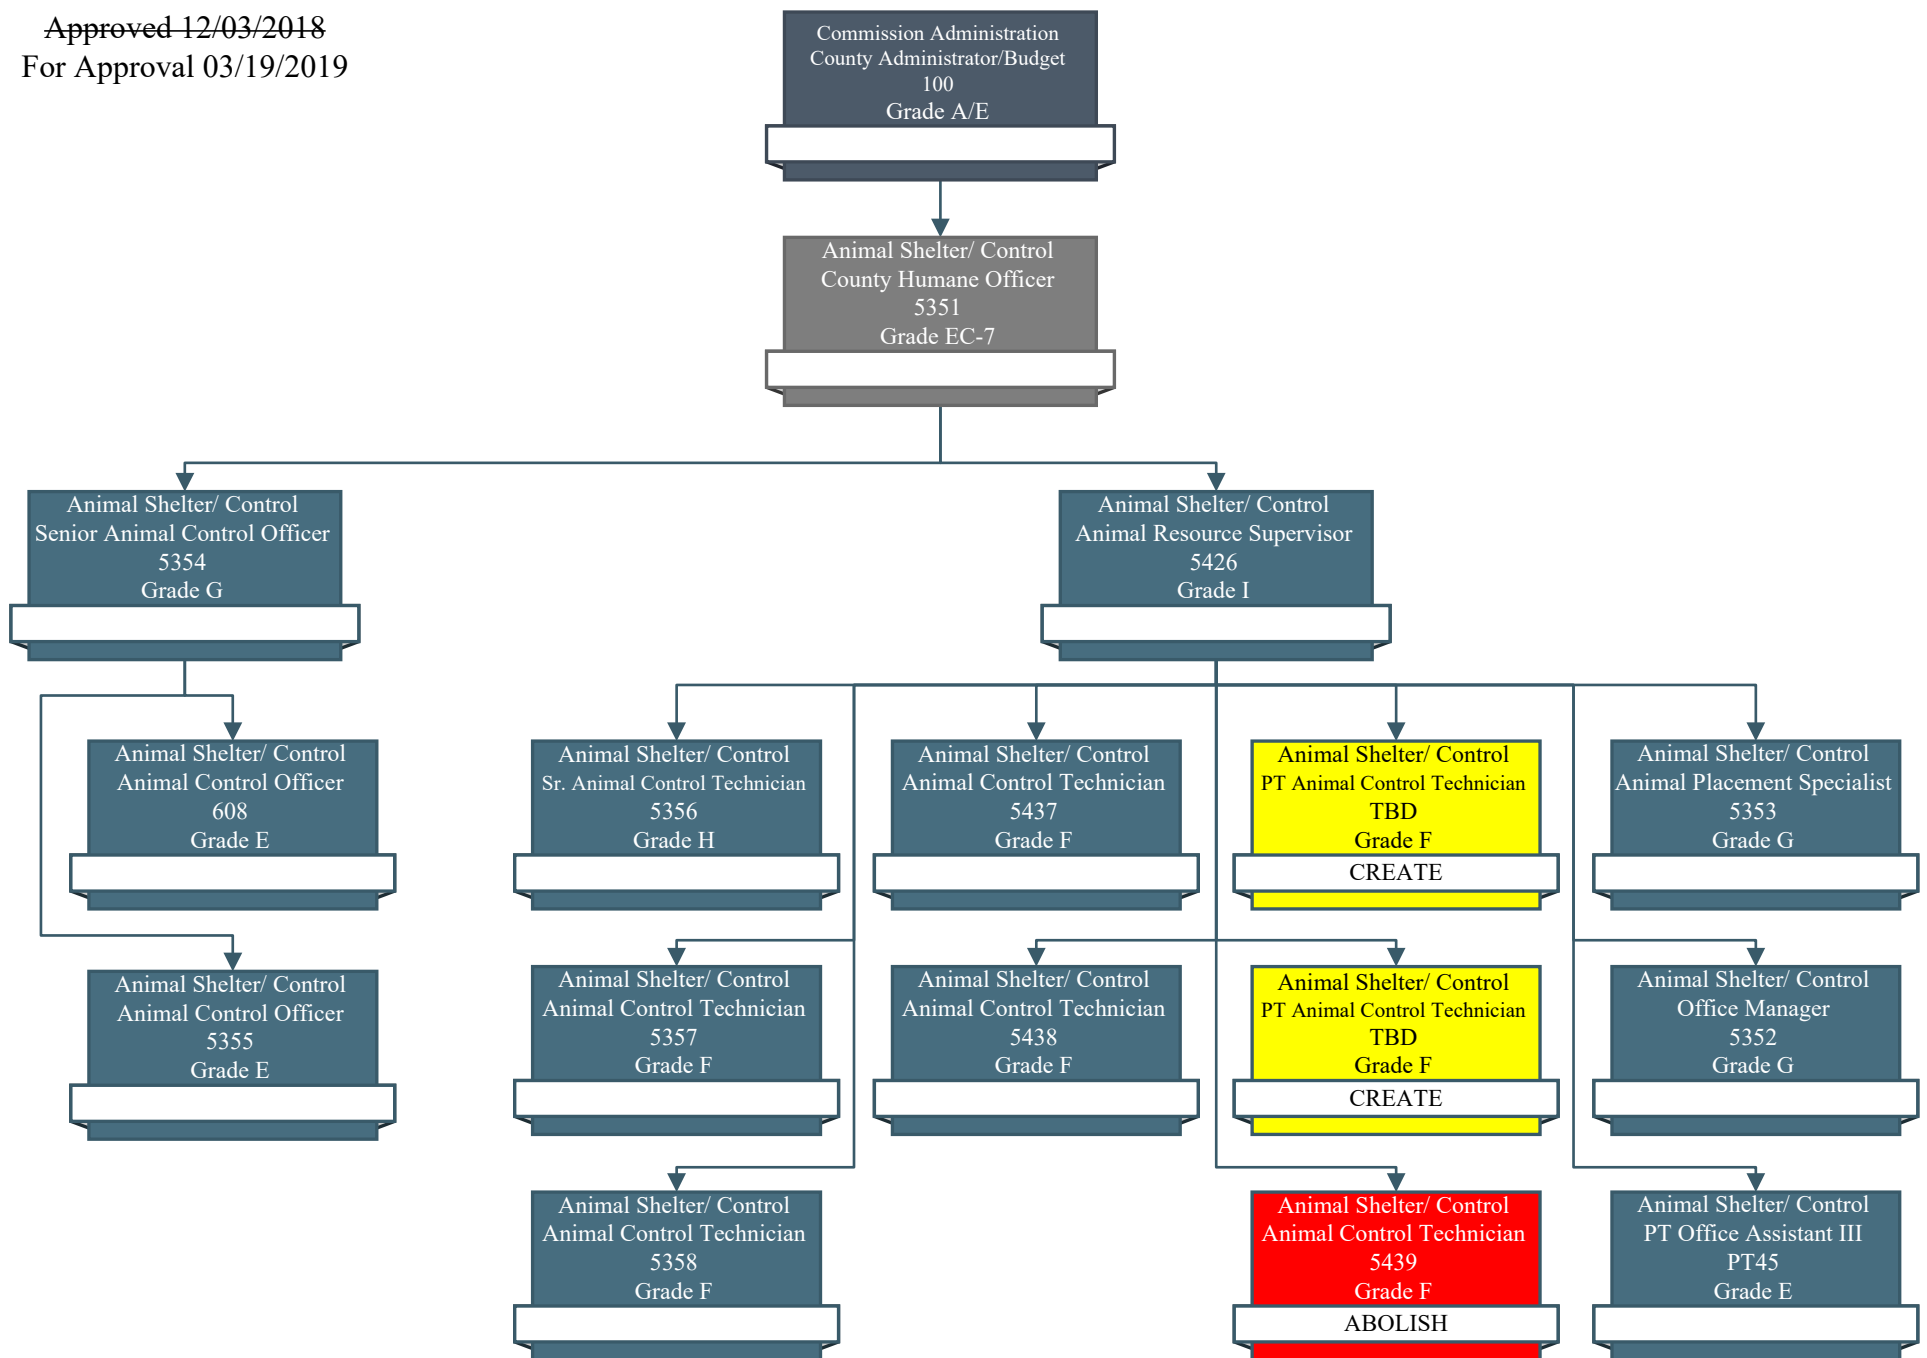 Approved 12/03/2018
For Approval 03/19/2019
Commission Administration
County Administrator/Budget
100
Grade A/E
Animal Shelter/ Control
County Humane Officer
5351
Grade EC-7
Animal Shelter/ Control
Senior Animal Control Officer
5354
Grade G
Animal Shelter/ Control
Animal Resource Supervisor
5426
Grade I
Animal Shelter/ Control
Animal Control Officer
608
Grade E
Animal Shelter/ Control
Sr. Animal Control Technician
5356
Grade H
Animal Shelter/ Control
Animal Control Technician
5437
Grade F
Animal Shelter/ Control
PT Animal Control Technician
TBD
Grade F
CREATE
Animal Shelter/ Control
Animal Placement Specialist
5353
Grade G
Animal Shelter/ Control
Animal Control Officer
5355
Grade E
Animal Shelter/ Control
Animal Control Technician
5357
Grade F
Animal Shelter/ Control
Animal Control Technician
5438
Grade F
Animal Shelter/ Control
PT Animal Control Technician
TBD
Grade F
CREATE
Animal Shelter/ Control
Office Manager
5352
Grade G
Animal Shelter/ Control
Animal Control Technician
5358
Grade F
Animal Shelter/ Control
Animal Control Technician
5439
Grade F
ABOLISH
Animal Shelter/ Control
PT Office Assistant III
PT45
Grade E